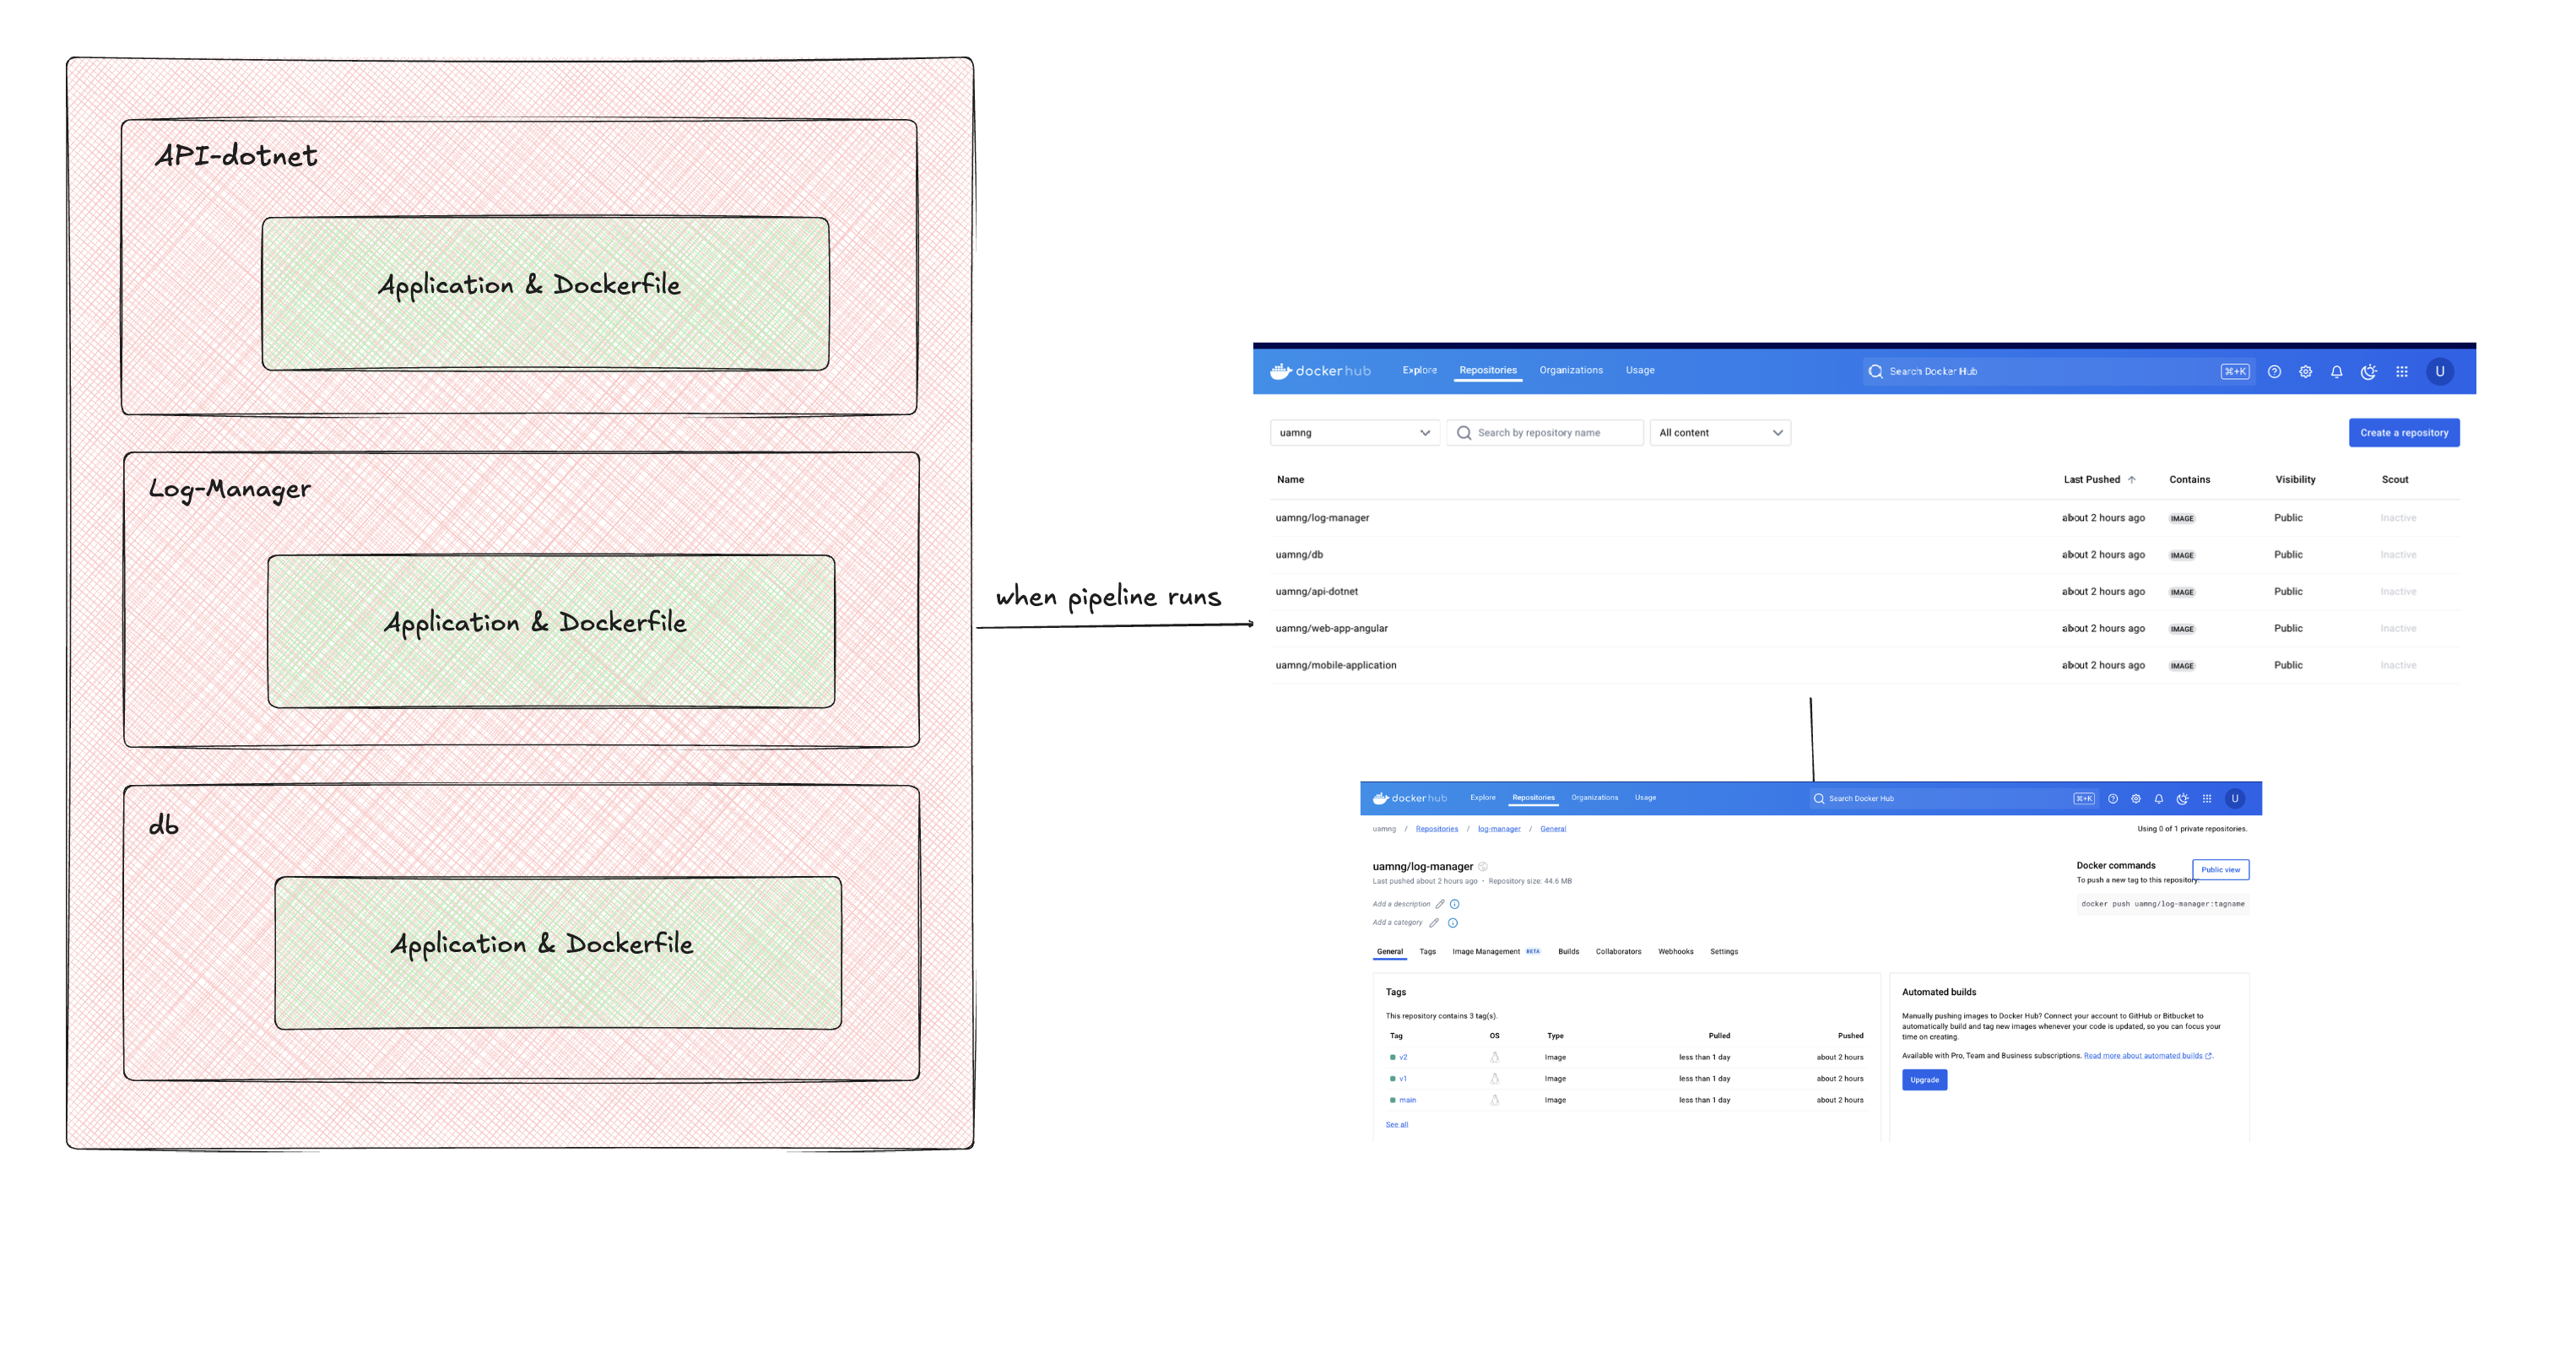 API-dotnet
Application & Dockerfile
Log-Manager
Application & Dockerfile
db
Application & Dockerfile
when pipeline runs
dockerhub Explore Repositories Organizations Usage Search Docker Hub ⌘+K U
uamng Search by repository name All content Create a repository
Name Last Pushed Contains Visibility Scout
uamng/log-manager about 2 hours ago IMAGE Public Inactive
uamng/db about 2 hours ago IMAGE Public Inactive
uamng/api-dotnet about 2 hours ago IMAGE Public Inactive
uamng/web-app-angular about 2 hours ago IMAGE Public Inactive
uamng/mobile-application about 2 hours ago IMAGE Public Inactive
dockerhub Explore Repositories Organizations Usage Search Docker Hub ⌘+K U
uamng / Repositories / log-manager / General Using 0 of 1 private repositories.
uamng/log-manager
Last pushed about 2 hours ago • Repository size: 44.6 MB
Add a description
Add a category
Docker commands
Public view
To push a new tag to this repository:
docker push uamng/log-manager:tagname
General Tags Image Management BETA Builds Collaborators Webhooks Settings
Tags
This repository contains 3 tag(s).
Tag OS Type Pulled Pushed
v2 Image less than 1 day about 2 hours
v1 Image less than 1 day about 2 hours
main Image less than 1 day about 2 hours
See all
Automated builds
Manually pushing images to Docker Hub? Connect your account to GitHub or Bitbucket to
automatically build and tag new images whenever your code is updated, so you can focus your
time on creating.
Available with Pro, Team and Business subscriptions. Read more about automated builds.
Upgrade